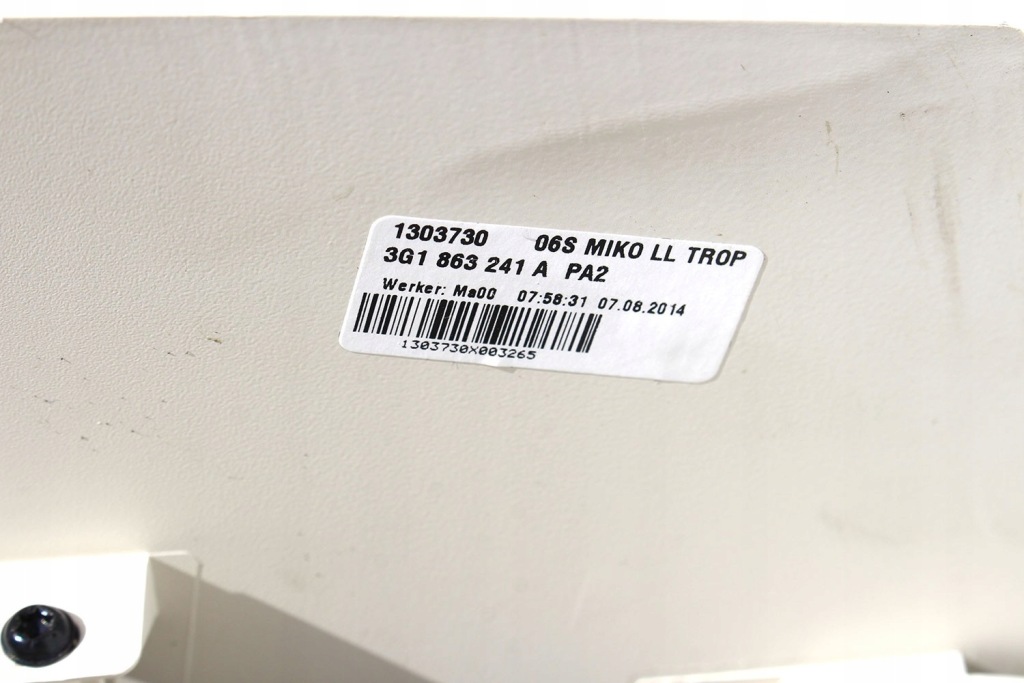 1303730 06S MIKO LL TROP
3G1 863 241 A PA2
Werker: Ma00 07:58:31 07.08.2014
1303730X003265